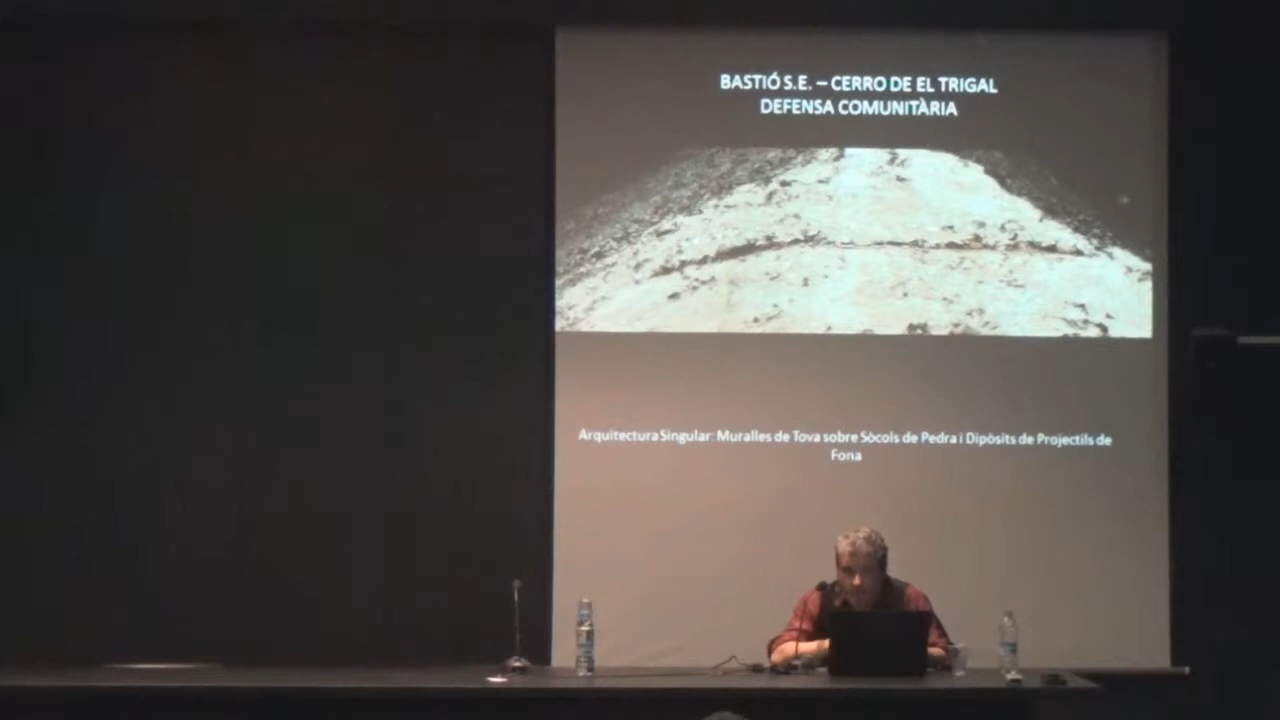 BASTIÓ S.E. – CERRO DE EL TRIGAL
DEFENSA COMUNITÀRIA
Arquitectura Singular: Muralles de Tova sobre Sòcols de Pedra i Dipòsits de Projectils de
Fona